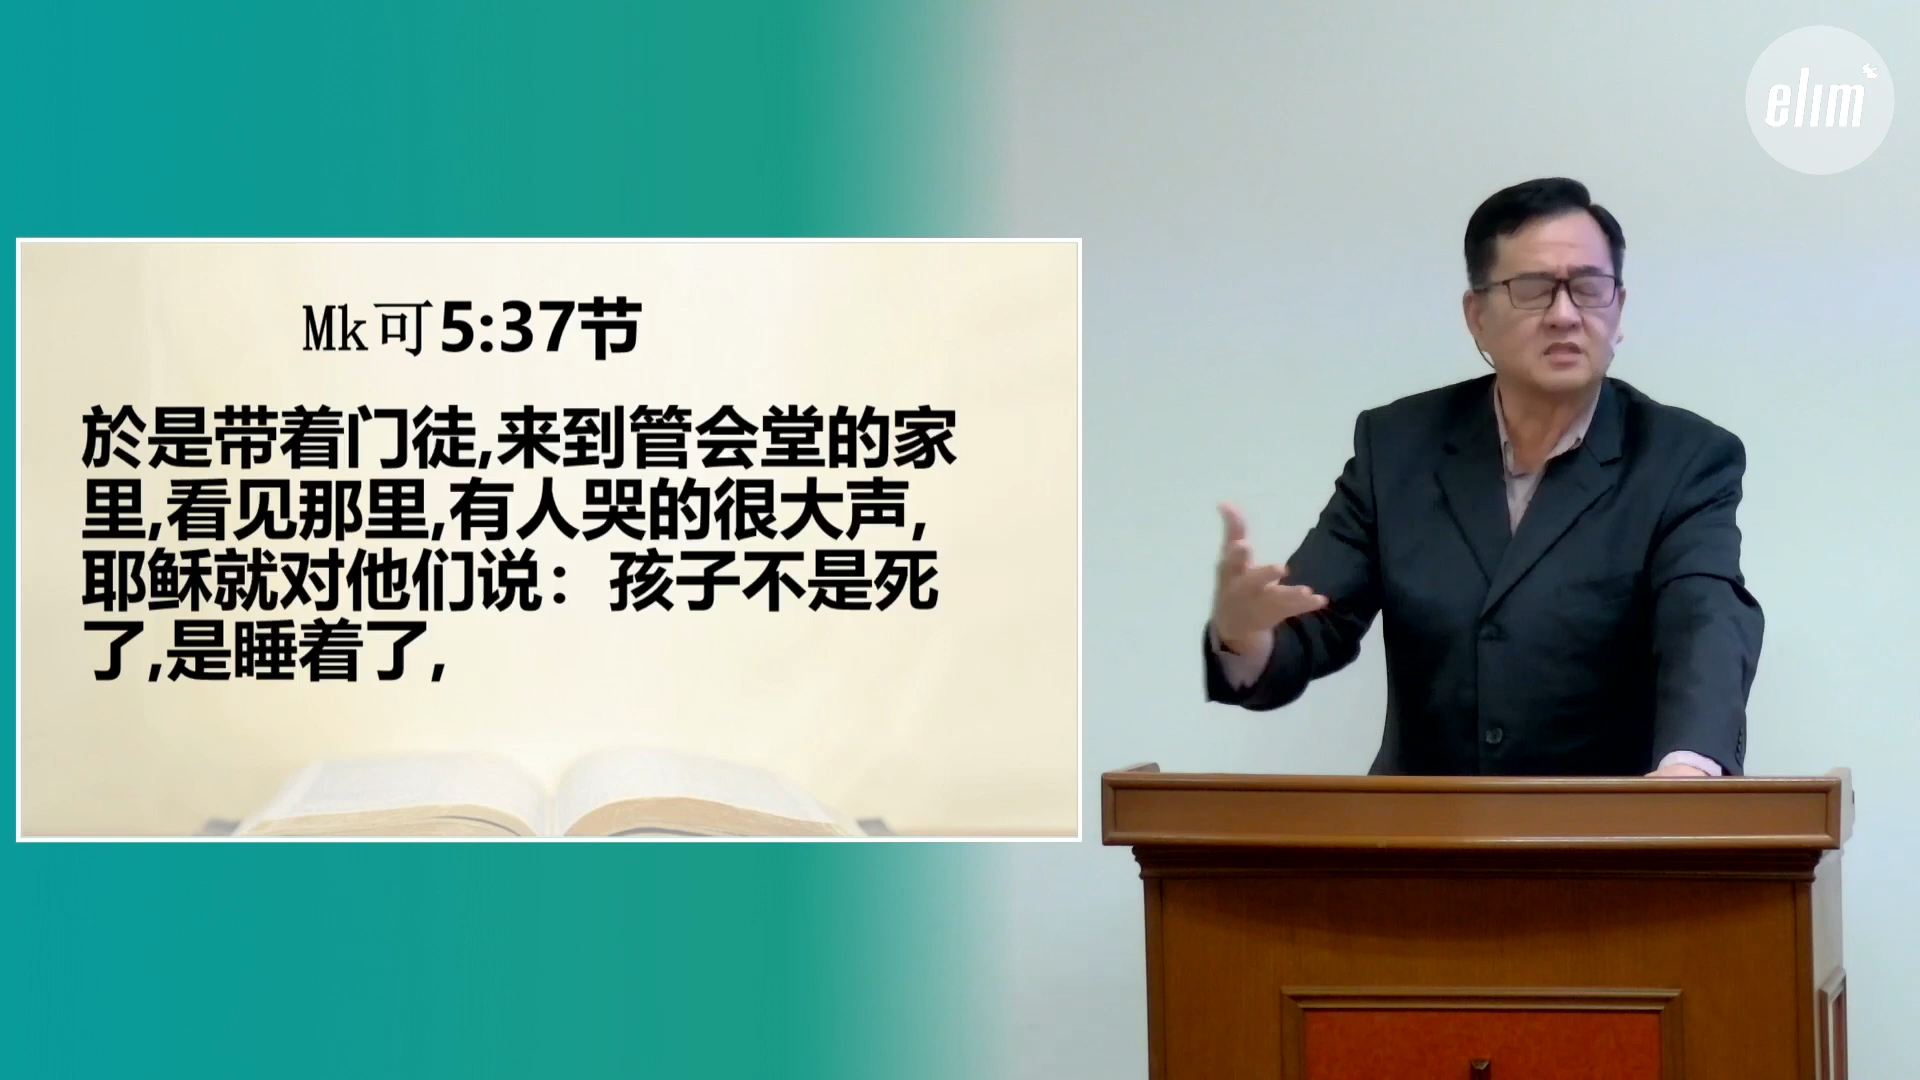 elim
Mk可5:37节
於是带着门徒,来到管会堂的家
里,看见那里,有人哭的很大声,
耶稣就对他们说：孩子不是死
了,是睡着了,